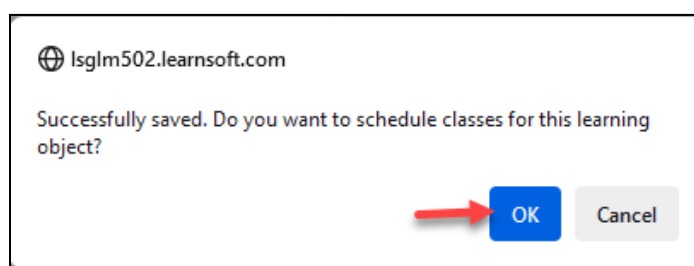 lsglm502.learnsoft.com
Successfully saved. Do you want to schedule classes for this learning
object?
OK
Cancel